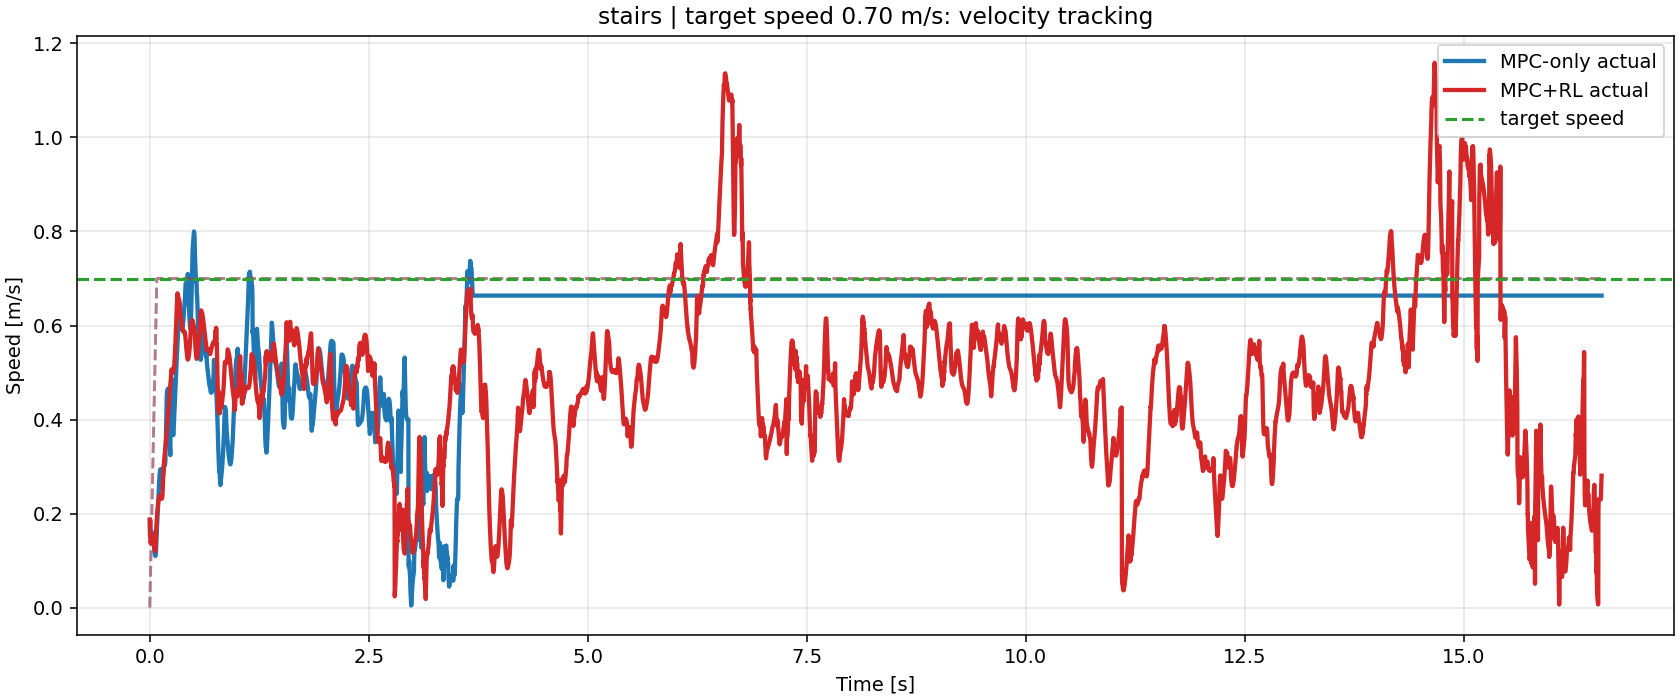 stairs | target speed 0.70 m/s: velocity tracking
MPC-only actual
MPC+RL actual
target speed
Speed [m/s]
1.2
1.0
0.8
0.6
0.4
0.2
0.0
0.0
2.5
5.0
7.5
10.0
12.5
15.0
Time [s]